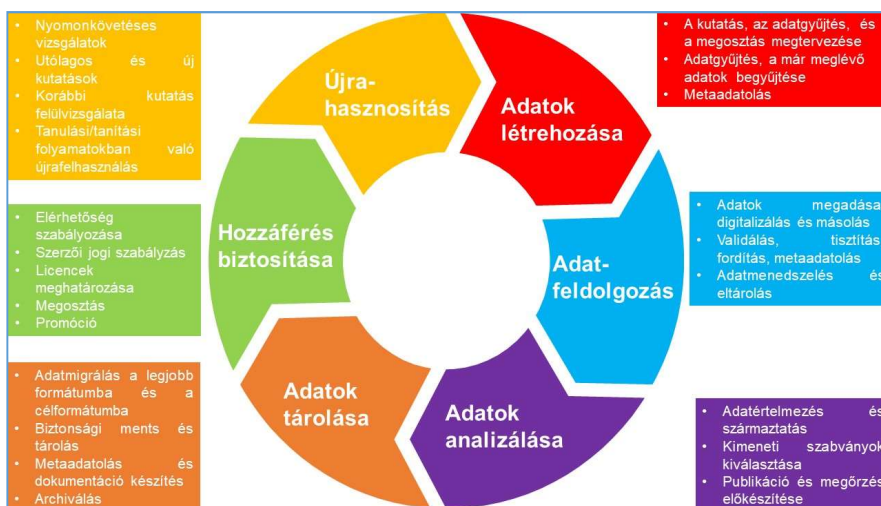 Nyomonkövetéses
vizsgálatok
Utólagos és új
kutatások
Korábbi kutatás
felülvizsgálata
Tanulási/tanítási
folyamatokban való
újrafelhasználás
Újra-
hasznosítás
Adatok
létrehozása
A kutatás, az adatgyűjtés, és
a megosztás megtervezése
Adatgyűjtés, a már meglévő
adatok begyűjtése
Metaadatolás
Elérhetőség
szabályozása
Szerzői jogi szabályzás
Licencek
meghatározása
Megosztás
Promóció
Hozzáférés
biztosítása
Adat-
feldolgozás
Adatok megadása
digitalizálás és másolás
Validálás, tisztítás
fordítás, metaadatolás
Adatmenedszelés és
eltárolás
Adatmigrálás a legjobb
formátumba és a
célformátumba
Biztonsági ments és
tárolás
Metaadatolás és
dokumentáció készítés
Archiválás
Adatok
tárolása
Adatok
analizálása
Adatértelmezés és
származtatás
Kimeneti szabványok
kiválasztása
Publikáció és megőrzés
előkészítése